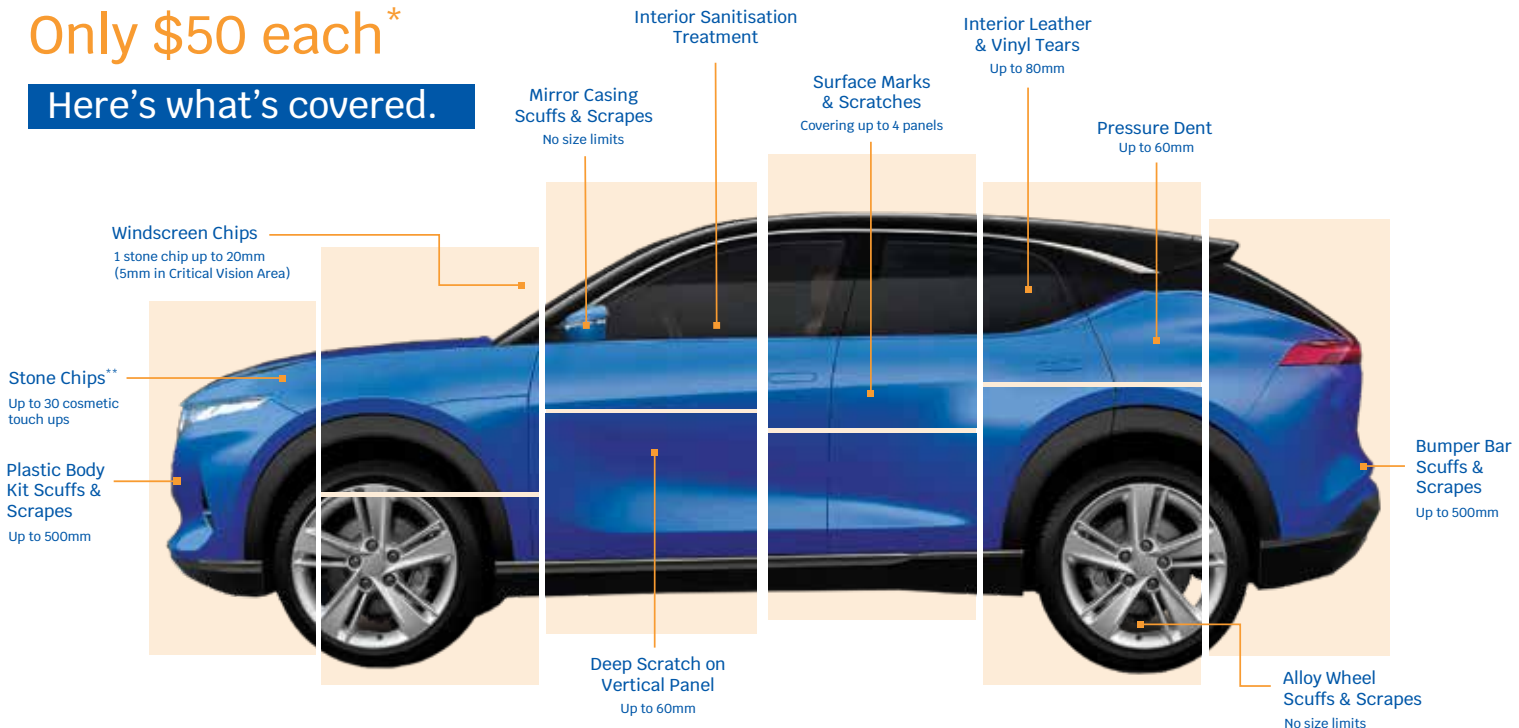 Only $50 each*
Here's what's covered.
Interior Sanitisation
Treatment
Interior Leather
& Vinyl Tears
Up to 80mm
Mirror Casing
Scuffs & Scrapes
No size limits
Surface Marks
& Scratches
Covering up to 4 panels
Pressure Dent
Up to 60mm
Windscreen Chips
1 stone chip up to 20mm
(5mm in Critical Vision Area)
Stone Chips**
Up to 30 cosmetic
touch ups
Plastic Body
Kit Scuffs &
Scrapes
Up to 500mm
Bumper Bar
Scuffs &
Scrapes
Up to 500mm
Deep Scratch on
Vertical Panel
Up to 60mm
Alloy Wheel
Scuffs & Scrapes
No size limits